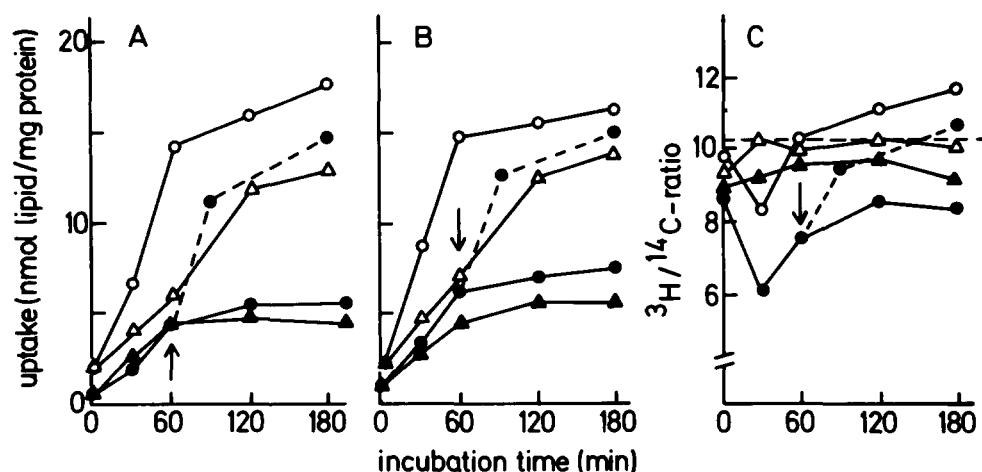 A
B
C
uptake (nmol lipid/mg protein)
20
10
0
0 60 120 180
0 60 120 180
incubation time (min)
³H/¹⁴C-ratio
12
10
8
6
0 60 120 180